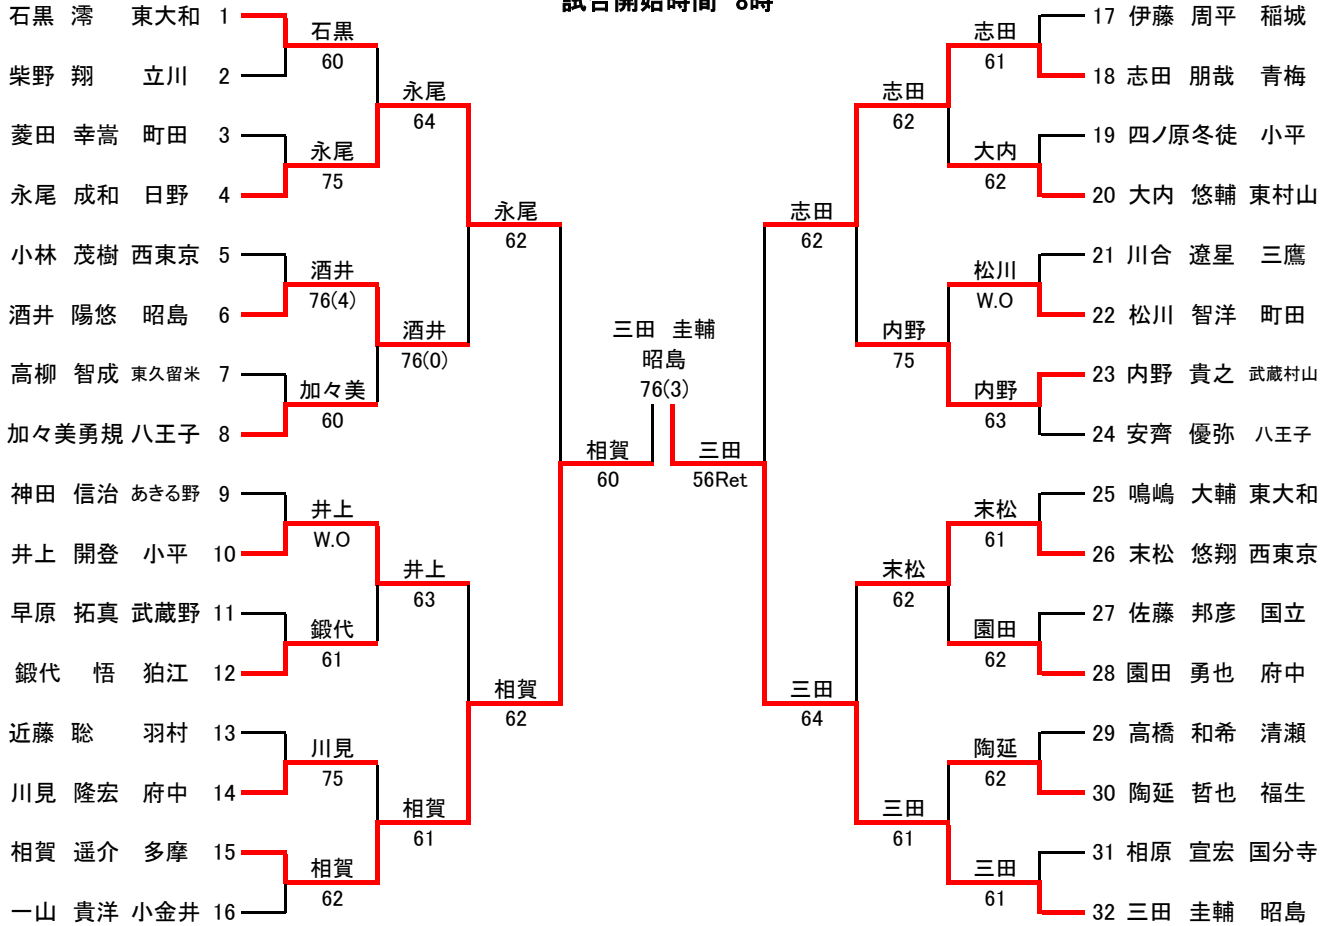 試合開始時間 8時
石黒 澪 東大和 1
柴野 翔 立川 2
菱田 幸嵩 町田 3
永尾 成和 日野 4
小林 茂樹 西東京 5
酒井 陽悠 昭島 6
高柳 智成 東久留米 7
加々美勇規 八王子 8
神田 信治 あきる野 9
井上 開登 小平 10
早原 拓真 武蔵野 11
鍛代 悟 狛江 12
近藤 聡 羽村 13
川見 隆宏 府中 14
相賀 遥介 多摩 15
一山 貴洋 小金井 16
石黒
60
永尾
75
酒井
76(4)
加々美
60
井上
W.O
鍛代
61
川見
75
相賀
62
永尾
64
酒井
76(0)
井上
63
相賀
61
永尾
62
相賀
62
相賀
60
三田 圭輔
昭島
76(3)
三田
56Ret
志田
62
三田
64
志田
62
内野
75
末松
62
三田
61
志田
61
大内
62
松川
W.O
内野
63
末松
61
園田
62
陶延
62
三田
61
17 伊藤 周平 稲城
18 志田 朋哉 青梅
19 四ノ原冬徒 小平
20 大内 悠輔 東村山
21 川合 遼星 三鷹
22 松川 智洋 町田
23 内野 貴之 武蔵村山
24 安齊 優弥 八王子
25 鳴嶋 大輔 東大和
26 末松 悠翔 西東京
27 佐藤 邦彦 国立
28 園田 勇也 府中
29 高橋 和希 清瀬
30 陶延 哲也 福生
31 相原 宣宏 国分寺
32 三田 圭輔 昭島